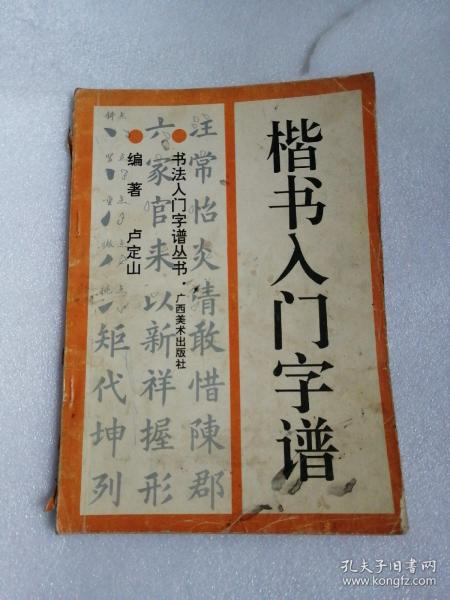 楷书入门字谱
注常怡炎清敢惜陳郡
书法入门字谱丛书·广西美术出版社
六家官来以新祥握形
编著 卢定山
矩代坤列
孔夫子旧书网
www.kongfz.com